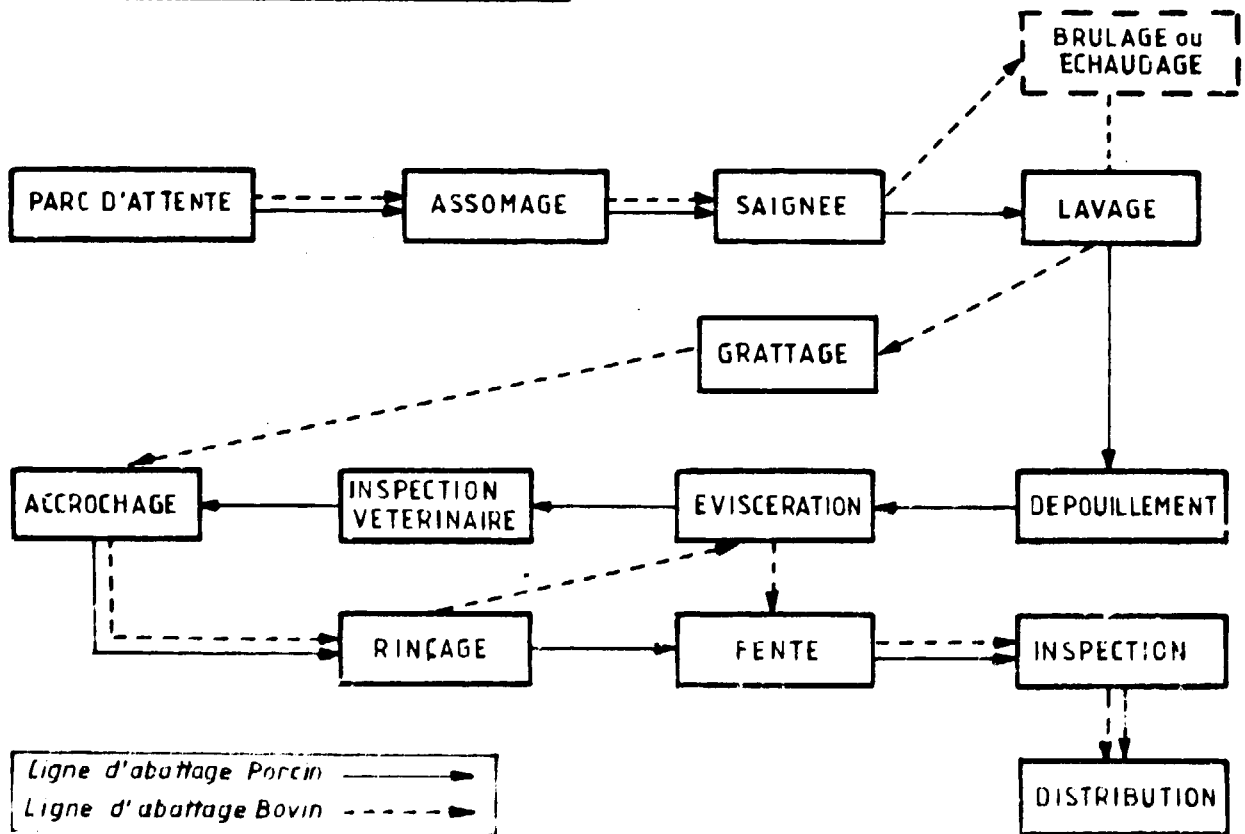 BRULAGE ou
ECHAUDAGE
PARC D'ATTENTE
ASSOMAGE
SAIGNEE
LAVAGE
GRATTAGE
ACCROCHAGE
INSPECTION
VETERINAIRE
EVISCERATION
DEPOUILLEMENT
RINÇAGE
FENTE
INSPECTION
Ligne d'abattage Porcin
Ligne d'abattage Bovin
DISTRIBUTION